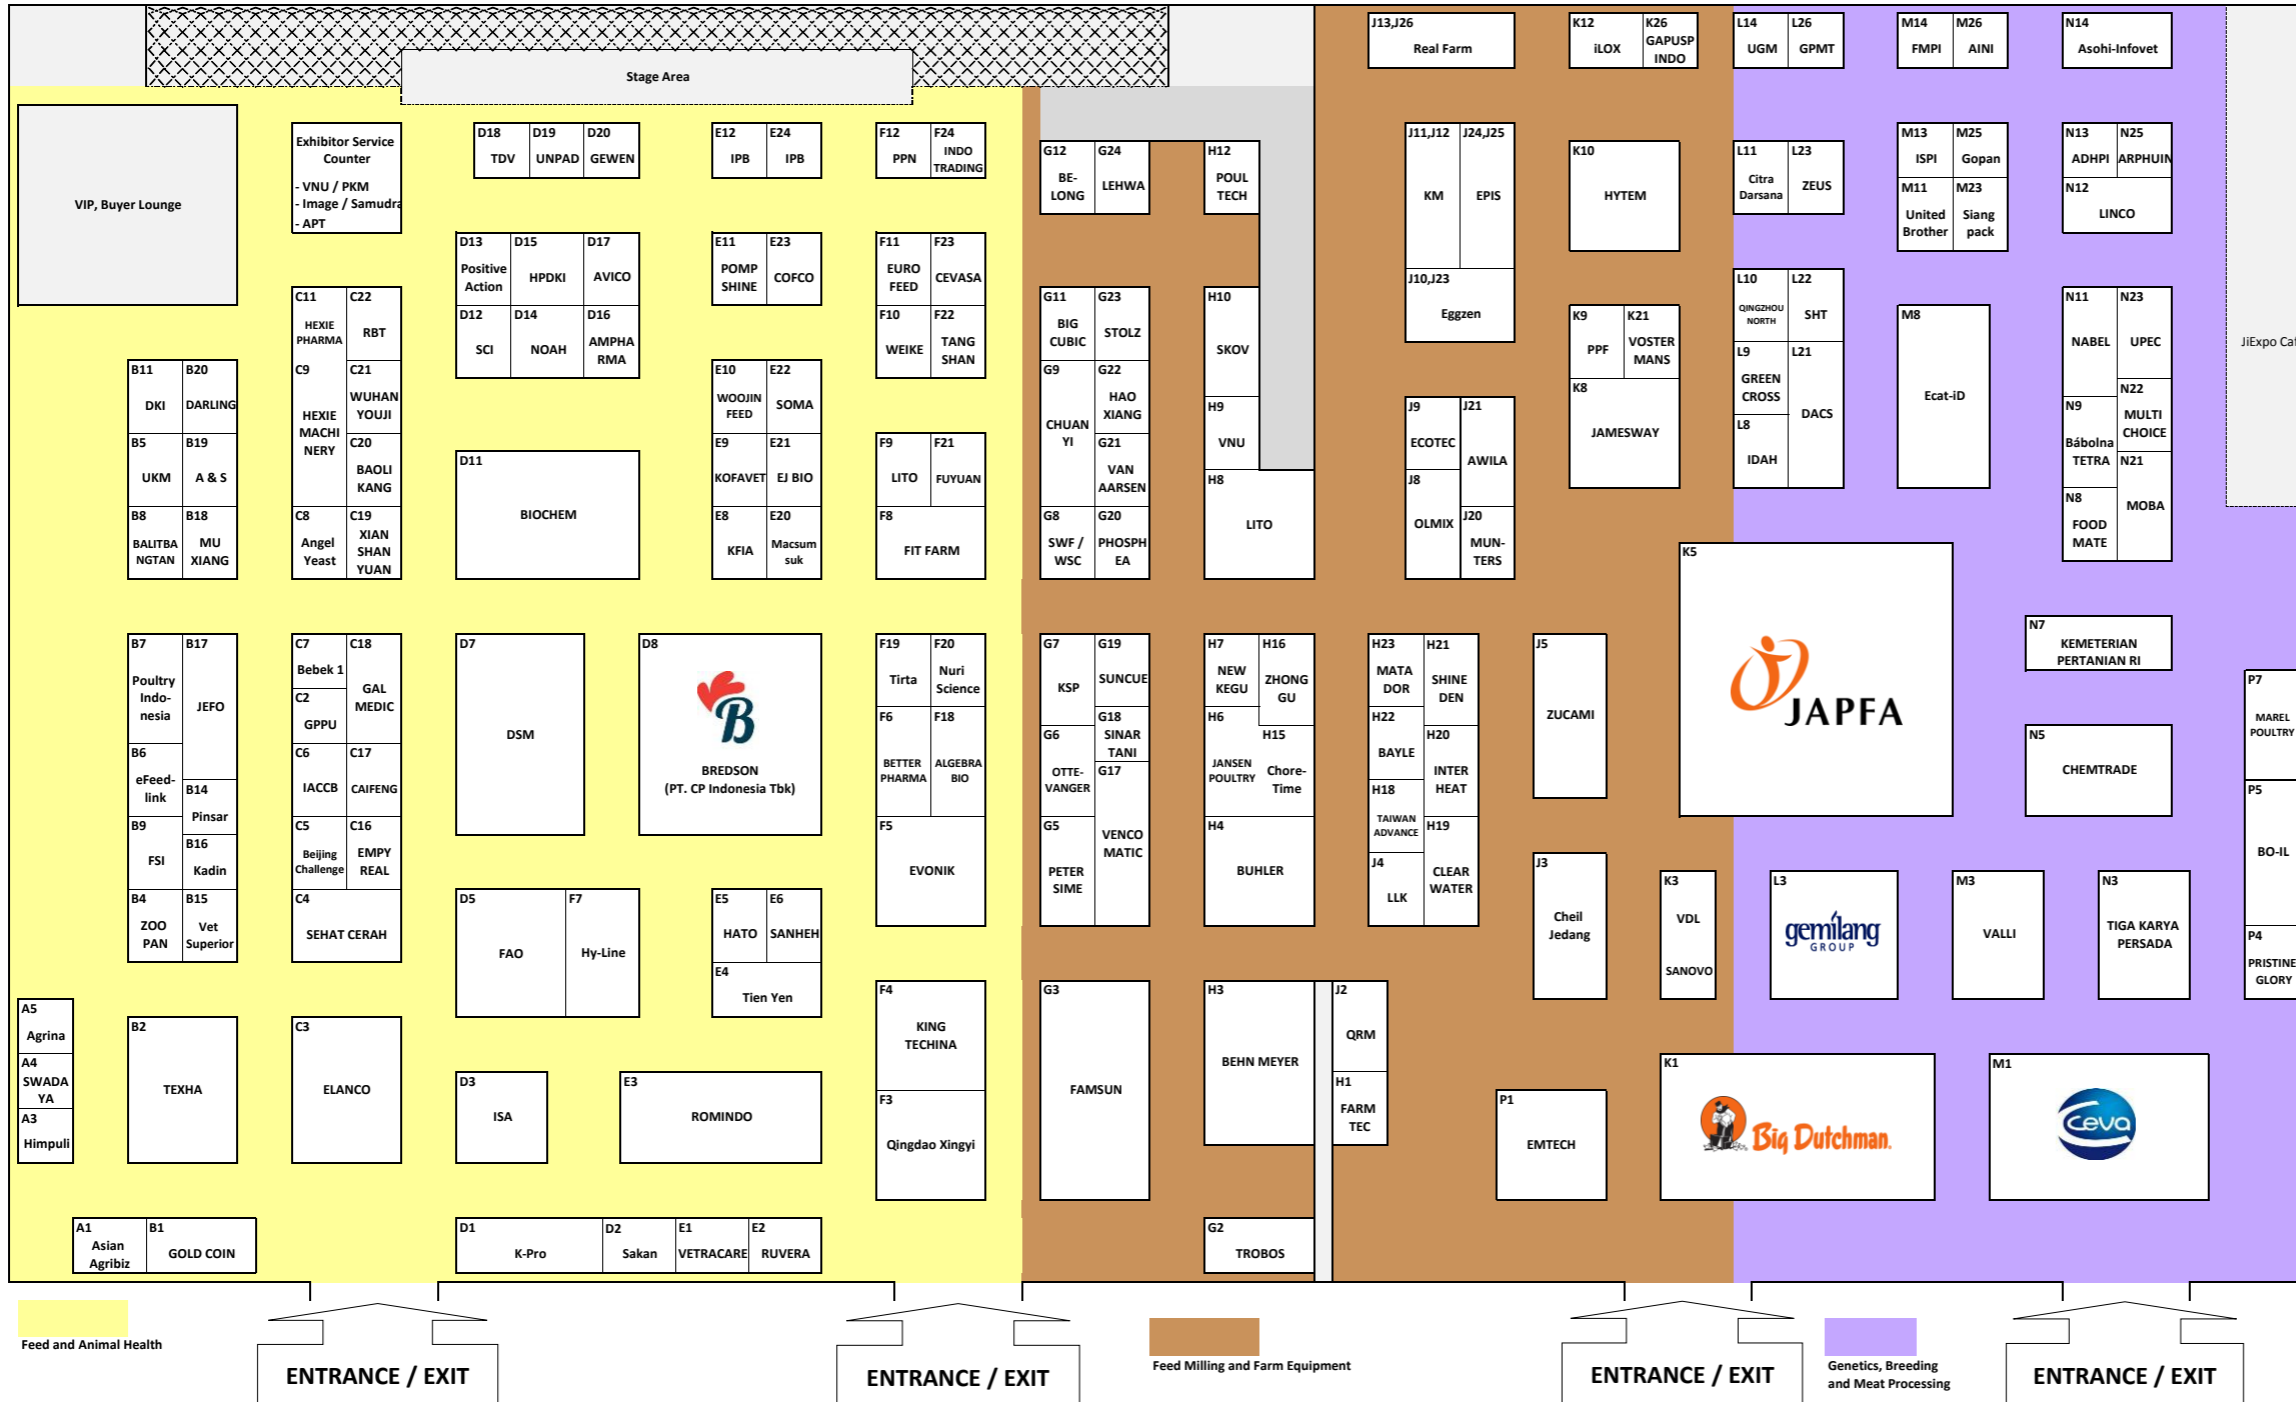 Stage Area
J13,J26
Real Farm
K12
iLOX
K26
GAPUSP
INDO
L14
UGM
L26
GPMT
M14
FMPI
M26
AINI
N14
Asohi-Infovet
VIP, Buyer Lounge
Exhibitor Service
Counter
- VNU / PKM
- Image / Samudra
- APT
D18
TDV
D19
UNPAD
D20
GEWEN
E12
IPB
E24
IPB
F12
PPN
F24
INDO
TRADING
G12
BE-
LONG
G24
LEHWA
H12
POUL
TECH
J11,J12
KM
J24,J25
EPIS
J10,J23
Eggzen
K10
HYTEM
L11
Citra
Darsana
L23
ZEUS
M13
ISPI
M25
Gopan
M11
United
Brother
M23
Siang
pack
N13
ADHPI
N25
ARPHUIN
N12
LINCO
D13
Positive
Action
D15
HPDKI
D17
AVICO
D12
SCI
D14
NOAH
D16
AMPHA
RMA
E11
POMP
SHINE
E23
COFCO
F11
EURO
FEED
F23
CEVASA
F10
WEIKE
F22
TANG
SHAN
C11
HEXIE
PHARMA
C22
RBT
C9
HEXIE
MACHI
NERY
C21
WUHAN
YOUJI
C20
BAOLI
KANG
C8
Angel
Yeast
C19
XIAN
SHAN
YUAN
G11
BIG
CUBIC
G23
STOLZ
G9
CHUAN
YI
G22
HAO
XIANG
G21
VAN
AARSEN
G8
SWF /
WSC
G20
PHOSPH
EA
H10
SKOV
H9
VNU
H8
LITO
K9
PPF
K21
VOSTER
MANS
K8
JAMESWAY
L10
QINGZHOU
NORTH
L22
SHT
L9
GREEN
CROSS
L21
DACS
L8
IDAH
M8
Ecat-iD
N11
NABEL
N23
UPEC
N22
MULTI
CHOICE
N9
Bábolna
TETRA
N21
MOBA
N8
FOOD
MATE
JiExpo Caf
B11
DKI
B20
DARLING
B5
UKM
B19
A & S
B8
BALITBA
NGTAN
B18
MU
XIANG
D11
BIOCHEM
E10
WOOJIN
FEED
E22
SOMA
E9
KOFAVET
E21
EJ BIO
E8
KFIA
E20
Macsum
suk
F9
LITO
F21
FUYUAN
F8
FIT FARM
J9
ECOTEC
J21
AWILA
J8
OLMIX
J20
MUN-
TERS
K5
JAPFA
B7
Poultry
Indo-
nesia
B17
JEFO
B6
eFeed-
link
B14
Pinsar
B9
FSI
B16
Kadin
B4
ZOO
PAN
B15
Vet
Superior
C7
Bebek 1
C18
GAL
MEDIC
C2
GPPU
C6
IACCB
C17
CAIFENG
C5
Beijing
Challenge
C16
EMPY
REAL
C4
SEHAT CERAH
D7
DSM
D8
B
BREDSON
(PT. CP Indonesia Tbk)
F19
Tirta
F20
Nuri
Science
F6
BETTER
PHARMA
F18
ALGEBRA
BIO
F5
EVONIK
G7
KSP
G19
SUNCUE
G18
SINAR
TANI
G6
OTTE-
VANGER
G17
VENCO
MATIC
G5
PETER
SIME
H7
NEW
KEGU
H16
ZHONG
GU
H6
JANSEN
POULTRY
H15
Chore-
Time
H4
BUHLER
H23
MATA
DOR
H21
SHINE
DEN
H22
BAYLE
H20
INTER
HEAT
H18
TAIWAN
ADVANCE
H19
CLEAR
WATER
J4
LLK
J5
ZUCAMI
N7
KEMETERIAN
PERTANIAN RI
N5
CHEMTRADE
P7
MAREL
POULTRY
P5
BO-IL
P4
PRISTINE
GLORY
D5
FAO
F7
Hy-Line
E5
HATO
E6
SANHEH
E4
Tien Yen
J3
Cheil
Jedang
K3
VDL
SANOVO
L3
gemilang
GROUP
M3
VALLI
N3
TIGA KARYA
PERSADA
A5
Agrina
A4
SWADA
YA
A3
Himpuli
B2
TEXHA
C3
ELANCO
D3
ISA
E3
ROMINDO
F4
KING
TECHINA
F3
Qingdao Xingyi
G3
FAMSUN
H3
BEHN MEYER
J2
QRM
H1
FARM
TEC
P1
EMTECH
K1
Big Dutchman.
M1
Ceva
A1
Asian
Agribiz
B1
GOLD COIN
D1
K-Pro
D2
Sakan
E1
VETRACARE
E2
RUVERA
G2
TROBOS
Feed and Animal Health
ENTRANCE / EXIT
ENTRANCE / EXIT
Feed Milling and Farm Equipment
ENTRANCE / EXIT
Genetics, Breeding
and Meat Processing
ENTRANCE / EXIT